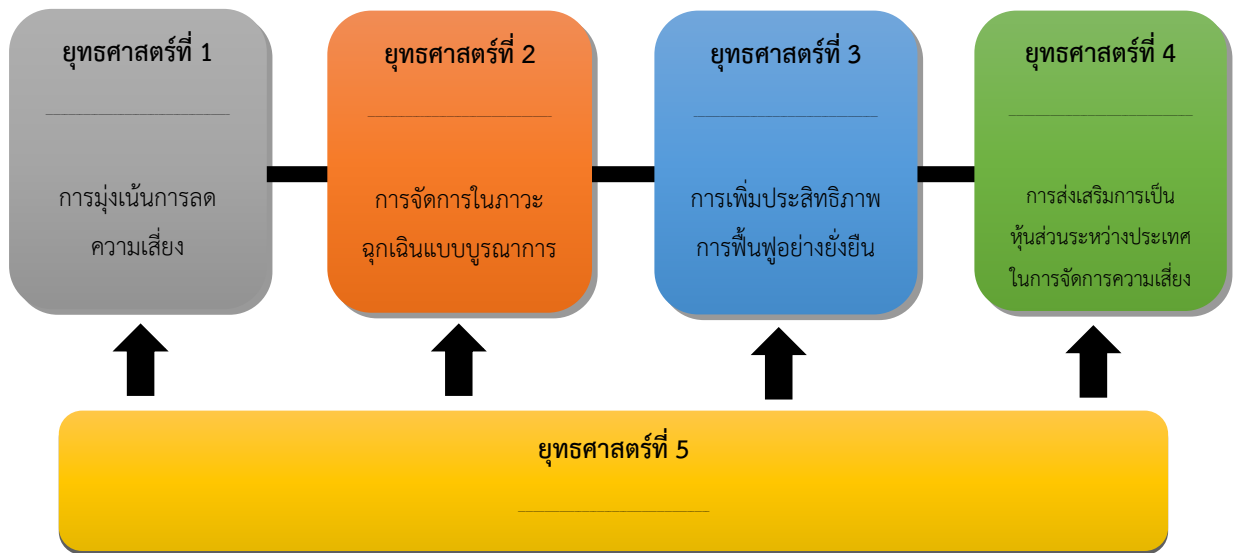 ยุทธศาสตร์ที่ 1
การมุ่งเน้นการลด
ความเสี่ยง
ยุทธศาสตร์ที่ 2
การจัดการในภาวะ
ฉุกเฉินแบบบูรณาการ
ยุทธศาสตร์ที่ 3
การเพิ่มประสิทธิภาพ
การฟื้นฟูอย่างยั่งยืน
ยุทธศาสตร์ที่ 4
การส่งเสริมการเป็น
หุ้นส่วนระหว่างประเทศ
ในการจัดการความเสี่ยง
ยุทธศาสตร์ที่ 5